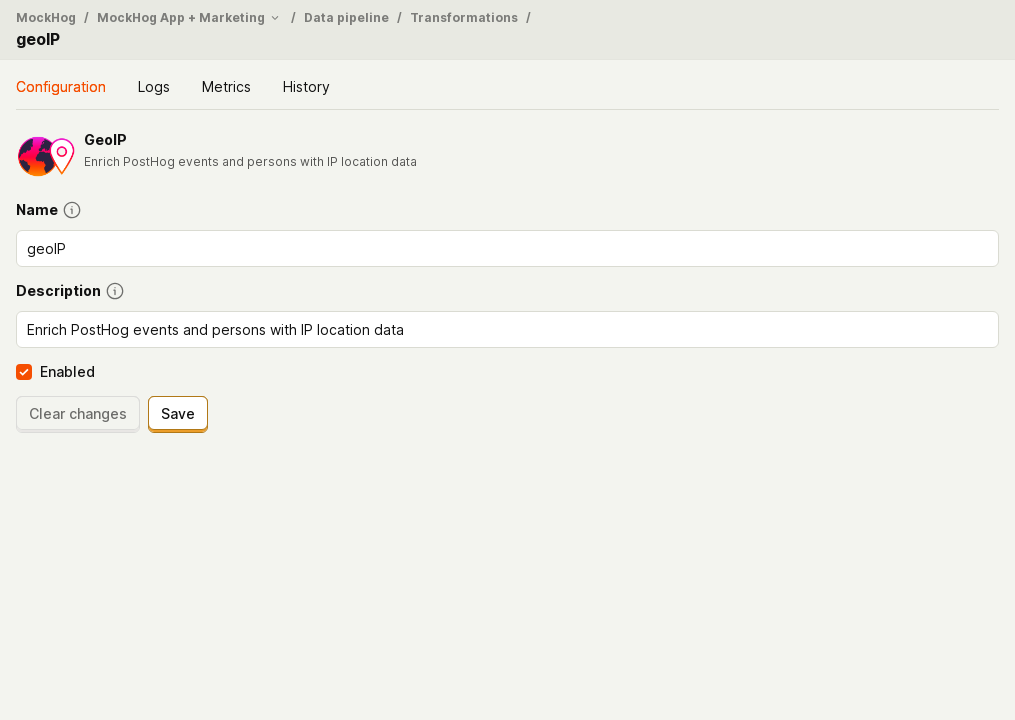 MockHog / MockHog App + Marketing / Data pipeline / Transformations /
geoIP
Configuration Logs Metrics History
GeoIP
Enrich PostHog events and persons with IP location data
Name
geoIP
Description
Enrich PostHog events and persons with IP location data
Enabled
Clear changes Save